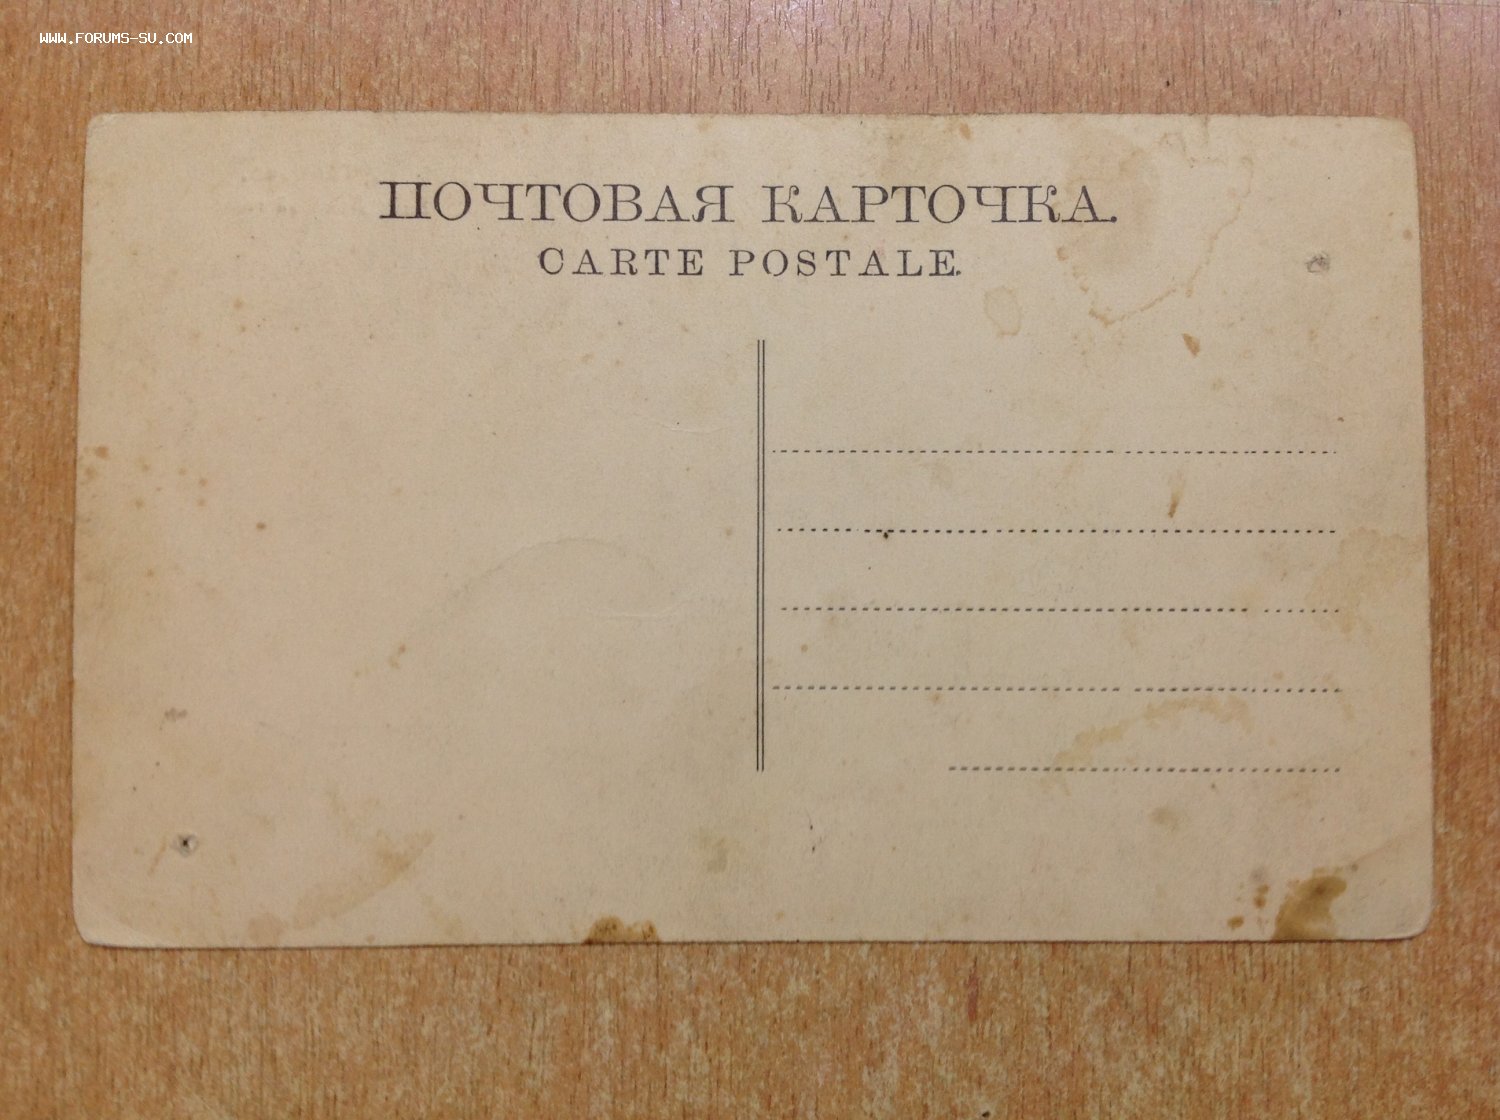 WWW.FORUMS-SU.COM
ПОЧТОВАЯ КАРТОЧКА.
CARTE POSTALE.